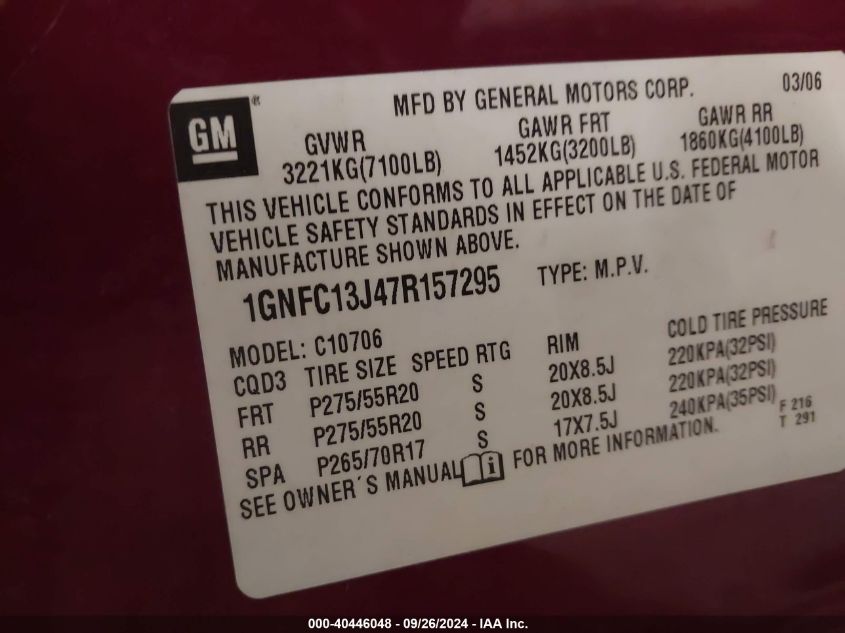 GM ®
MFD BY GENERAL MOTORS CORP. 03/06
GVWR GAWR FRT GAWR RR
3221KG(7100LB) 1452KG(3200LB) 1860KG(4100LB)
THIS VEHICLE CONFORMS TO ALL APPLICABLE U.S. FEDERAL MOTOR
VEHICLE SAFETY STANDARDS IN EFFECT ON THE DATE OF
MANUFACTURE SHOWN ABOVE.
1GNFC13J47R157295 TYPE: M.P.V.
MODEL: C10706
CQD3 TIRE SIZE SPEED RTG RIM COLD TIRE PRESSURE
FRT P275/55R20 S 20X8.5J 220KPA(32PSI)
RR P275/55R20 S 20X8.5J 220KPA(32PSI)
SPA P265/70R17 S 17X7.5J 240KPA(35PSI) F 216
T 291
SEE OWNER'S MANUAL FOR MORE INFORMATION.
000-40446048 - 09/26/2024 - IAA Inc.